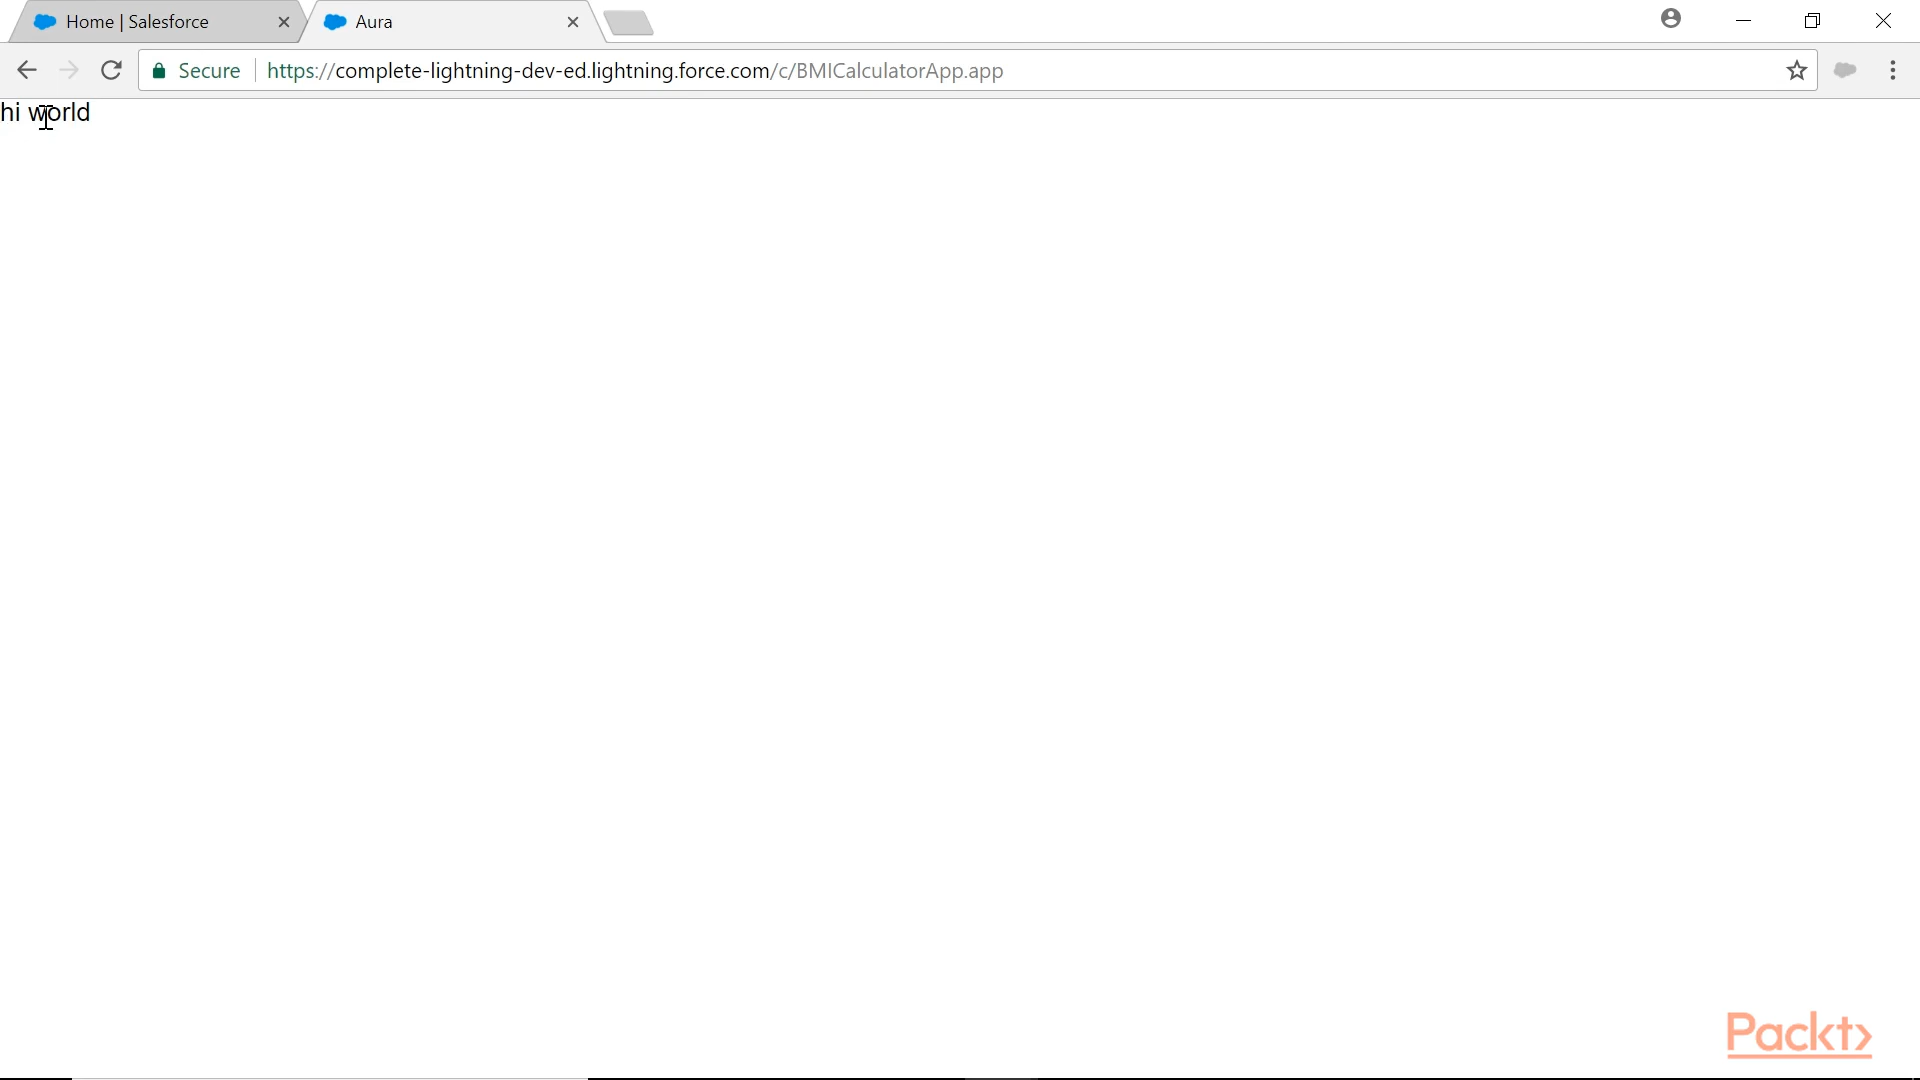 Home | Salesforce
Aura
Secure
https://complete-lightning-dev-ed.lightning.force.com/c/BMICalculatorApp.app
hi world
Packt>